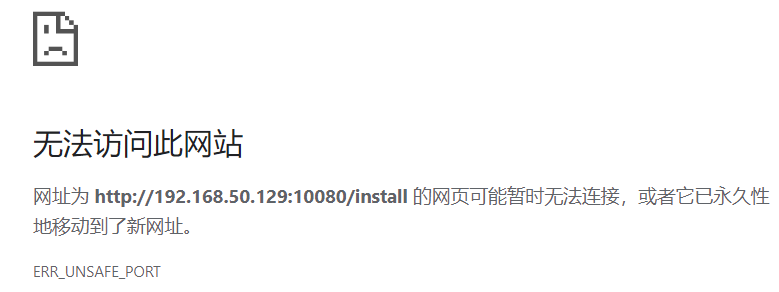 无法访问此网站
网址为 http://192.168.50.129:10080/install 的网页可能暂时无法连接，或者它已永久性
地移动到了新网址。
ERR_UNSAFE_PORT